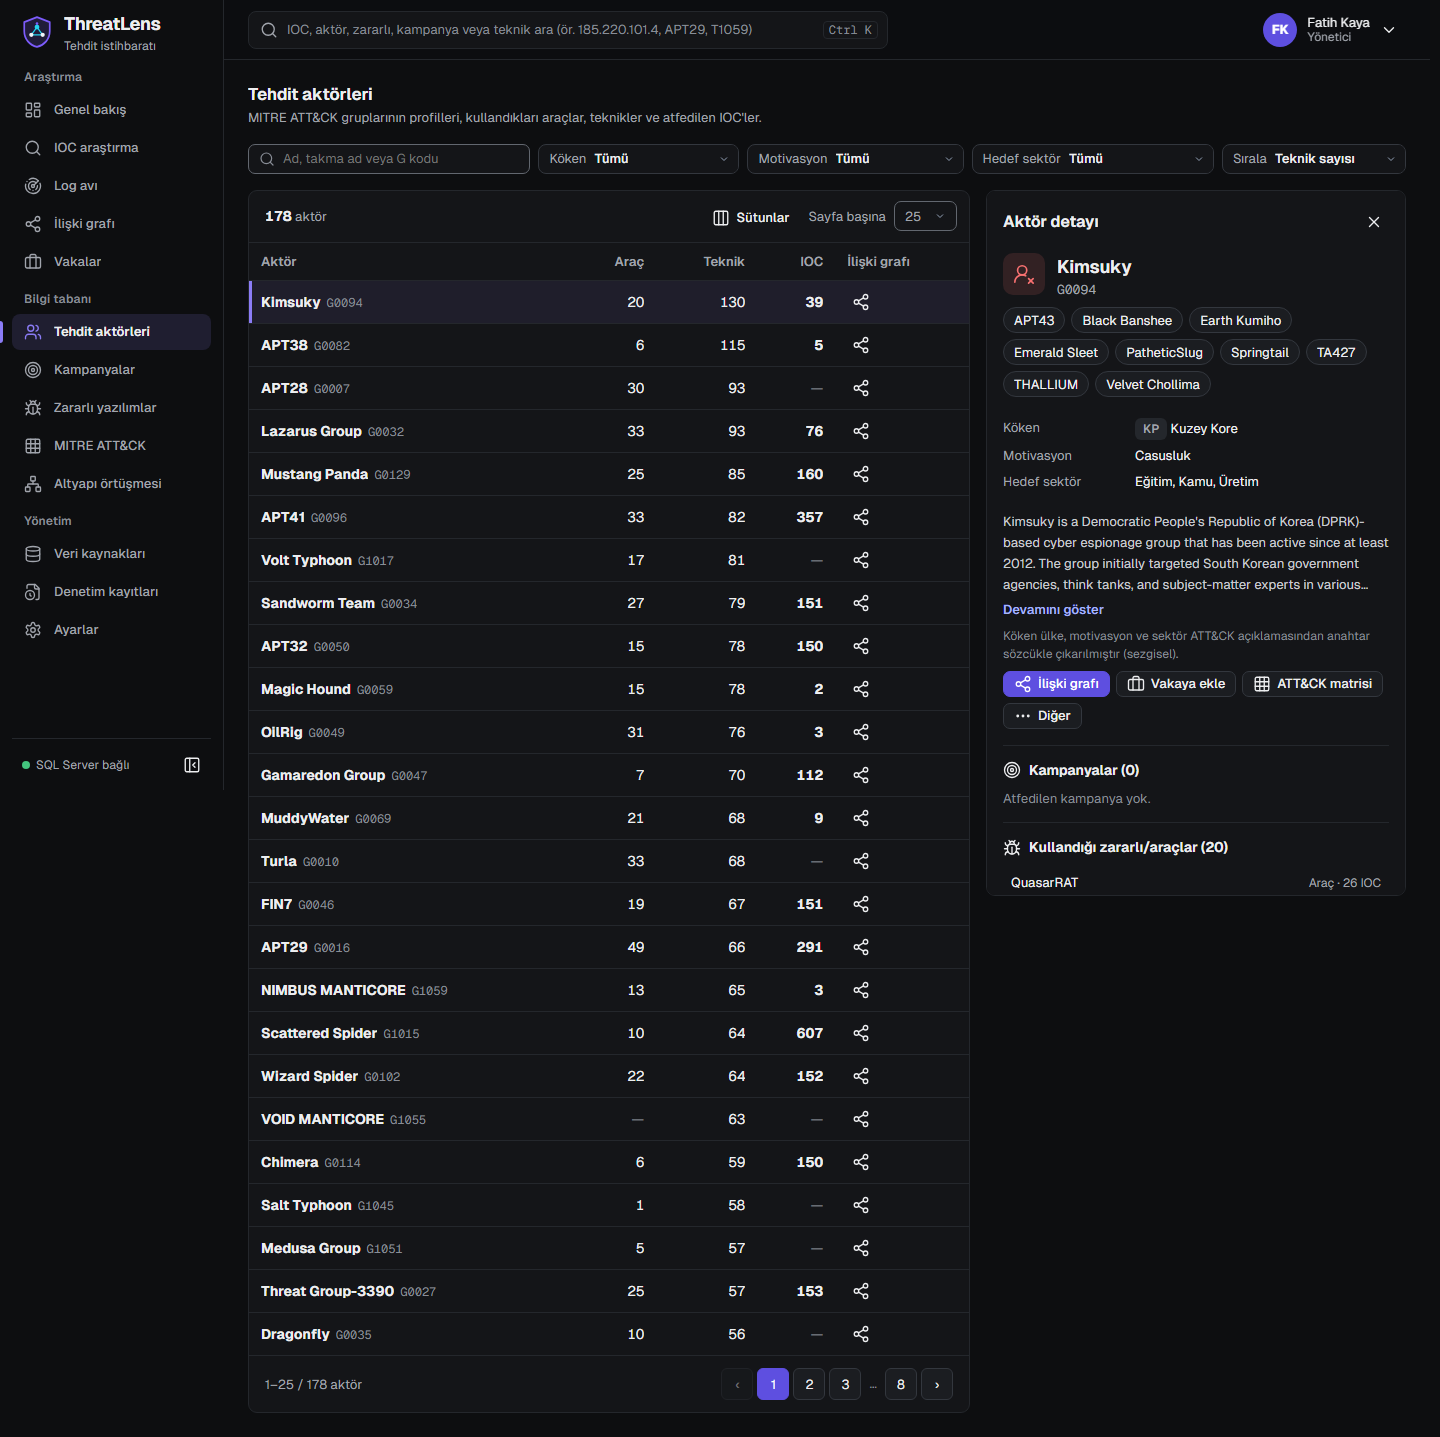 ThreatLens
Tehdit istihbaratı
IOC, aktör, zararlı, kampanya veya teknik ara (ör. 185.220.101.4, APT29, T1059)
Ctrl K
FK
Fatih Kaya
Yönetici
Araştırma
Genel bakış
IOC araştırma
Log avı
İlişki grafı
Vakalar
Bilgi tabanı
Tehdit aktörleri
Kampanyalar
Zararlı yazılımlar
MITRE ATT&CK
Altyapı örtüşmesi
Yönetim
Veri kaynakları
Denetim kayıtları
Ayarlar
SQL Server bağlı
Tehdit aktörleri
MITRE ATT&CK gruplarının profilleri, kullandıkları araçlar, teknikler ve atfedilen IOC'ler.
Ad, takma ad veya G kodu
Köken Tümü
Motivasyon Tümü
Hedef sektör Tümü
Sırala Teknik sayısı
178 aktör
Sütunlar
Sayfa başına 25
Aktör Araç Teknik IOC İlişki grafı
Kimsuky G0094 20 130 39
APT38 G0082 6 115 5
APT28 G0007 30 93 —
Lazarus Group G0032 33 93 76
Mustang Panda G0129 25 85 160
APT41 G0096 33 82 357
Volt Typhoon G1017 17 81 —
Sandworm Team G0034 27 79 151
APT32 G0050 15 78 150
Magic Hound G0059 15 78 2
OilRig G0049 31 76 3
Gamaredon Group G0047 7 70 112
MuddyWater G0069 21 68 9
Turla G0010 33 68 —
FIN7 G0046 19 67 151
APT29 G0016 49 66 291
NIMBUS MANTICORE G1059 13 65 3
Scattered Spider G1015 10 64 607
Wizard Spider G0102 22 64 152
VOID MANTICORE G1055 — 63 —
Chimera G0114 6 59 150
Salt Typhoon G1045 1 58 —
Medusa Group G1051 5 57 —
Threat Group-3390 G0027 25 57 153
Dragonfly G0035 10 56 —
1–25 / 178 aktör
‹ 1 2 3 … 8 ›
Aktör detayı
Kimsuky
G0094
APT43 Black Banshee Earth Kumiho
Emerald Sleet PatheticSlug Springtail TA427
THALLIUM Velvet Chollima
Köken KP Kuzey Kore
Motivasyon Casusluk
Hedef sektör Eğitim, Kamu, Üretim
Kimsuky is a Democratic People's Republic of Korea (DPRK)-
based cyber espionage group that has been active since at least
2012. The group initially targeted South Korean government
agencies, think tanks, and subject-matter experts in various…
Devamını göster
Köken ülke, motivasyon ve sektör ATT&CK açıklamasından anahtar
sözcükle çıkarılmıştır (sezgisel).
İlişki grafı Vakaya ekle ATT&CK matrisi
Diğer
Kampanyalar (0)
Atfedilen kampanya yok.
Kullandığı zararlı/araçlar (20)
QuasarRAT Araç · 26 IOC